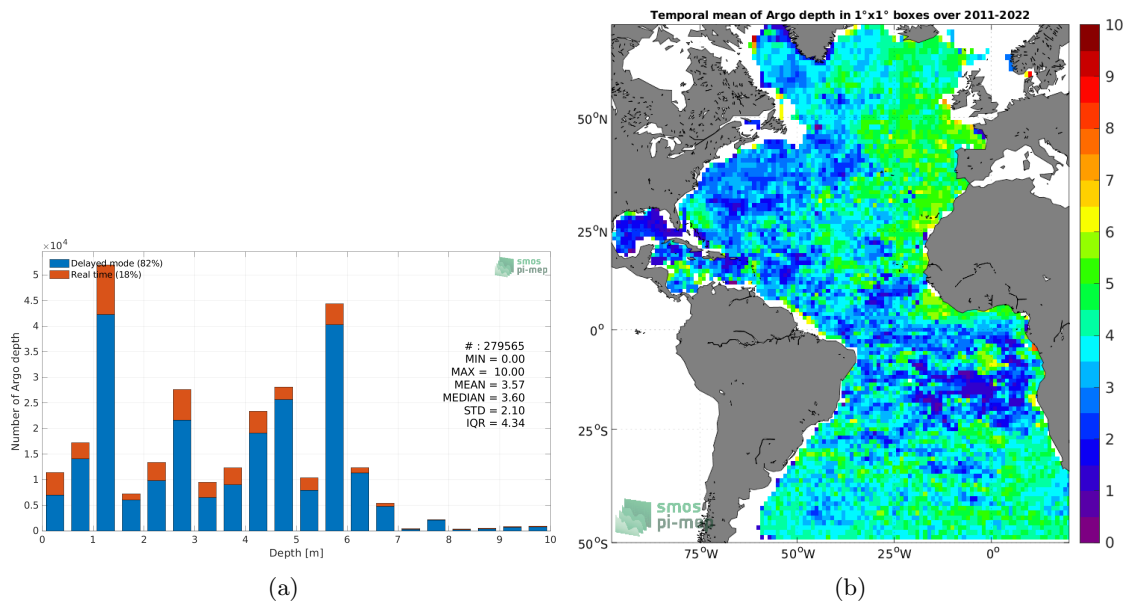 ×10⁴
5
4.5
4
3.5
3
2.5
2
1.5
1
0.5
0
Number of Argo depth
Delayed mode (82%)
Real time (18%)
smos
pi-mep
# : 279565
MIN = 0.00
MAX = 10.00
MEAN = 3.57
MEDIAN = 3.60
STD = 2.10
IQR = 4.34
0 1 2 3 4 5 6 7 8 9 10
Depth [m]
(a)
Temporal mean of Argo depth in 1°x1° boxes over 2011-2022
50°N
25°N
0°
25°S
50°S
75°W 50°W 25°W 0°
smos
pi-mep
10
9
8
7
6
5
4
3
2
1
0
(b)